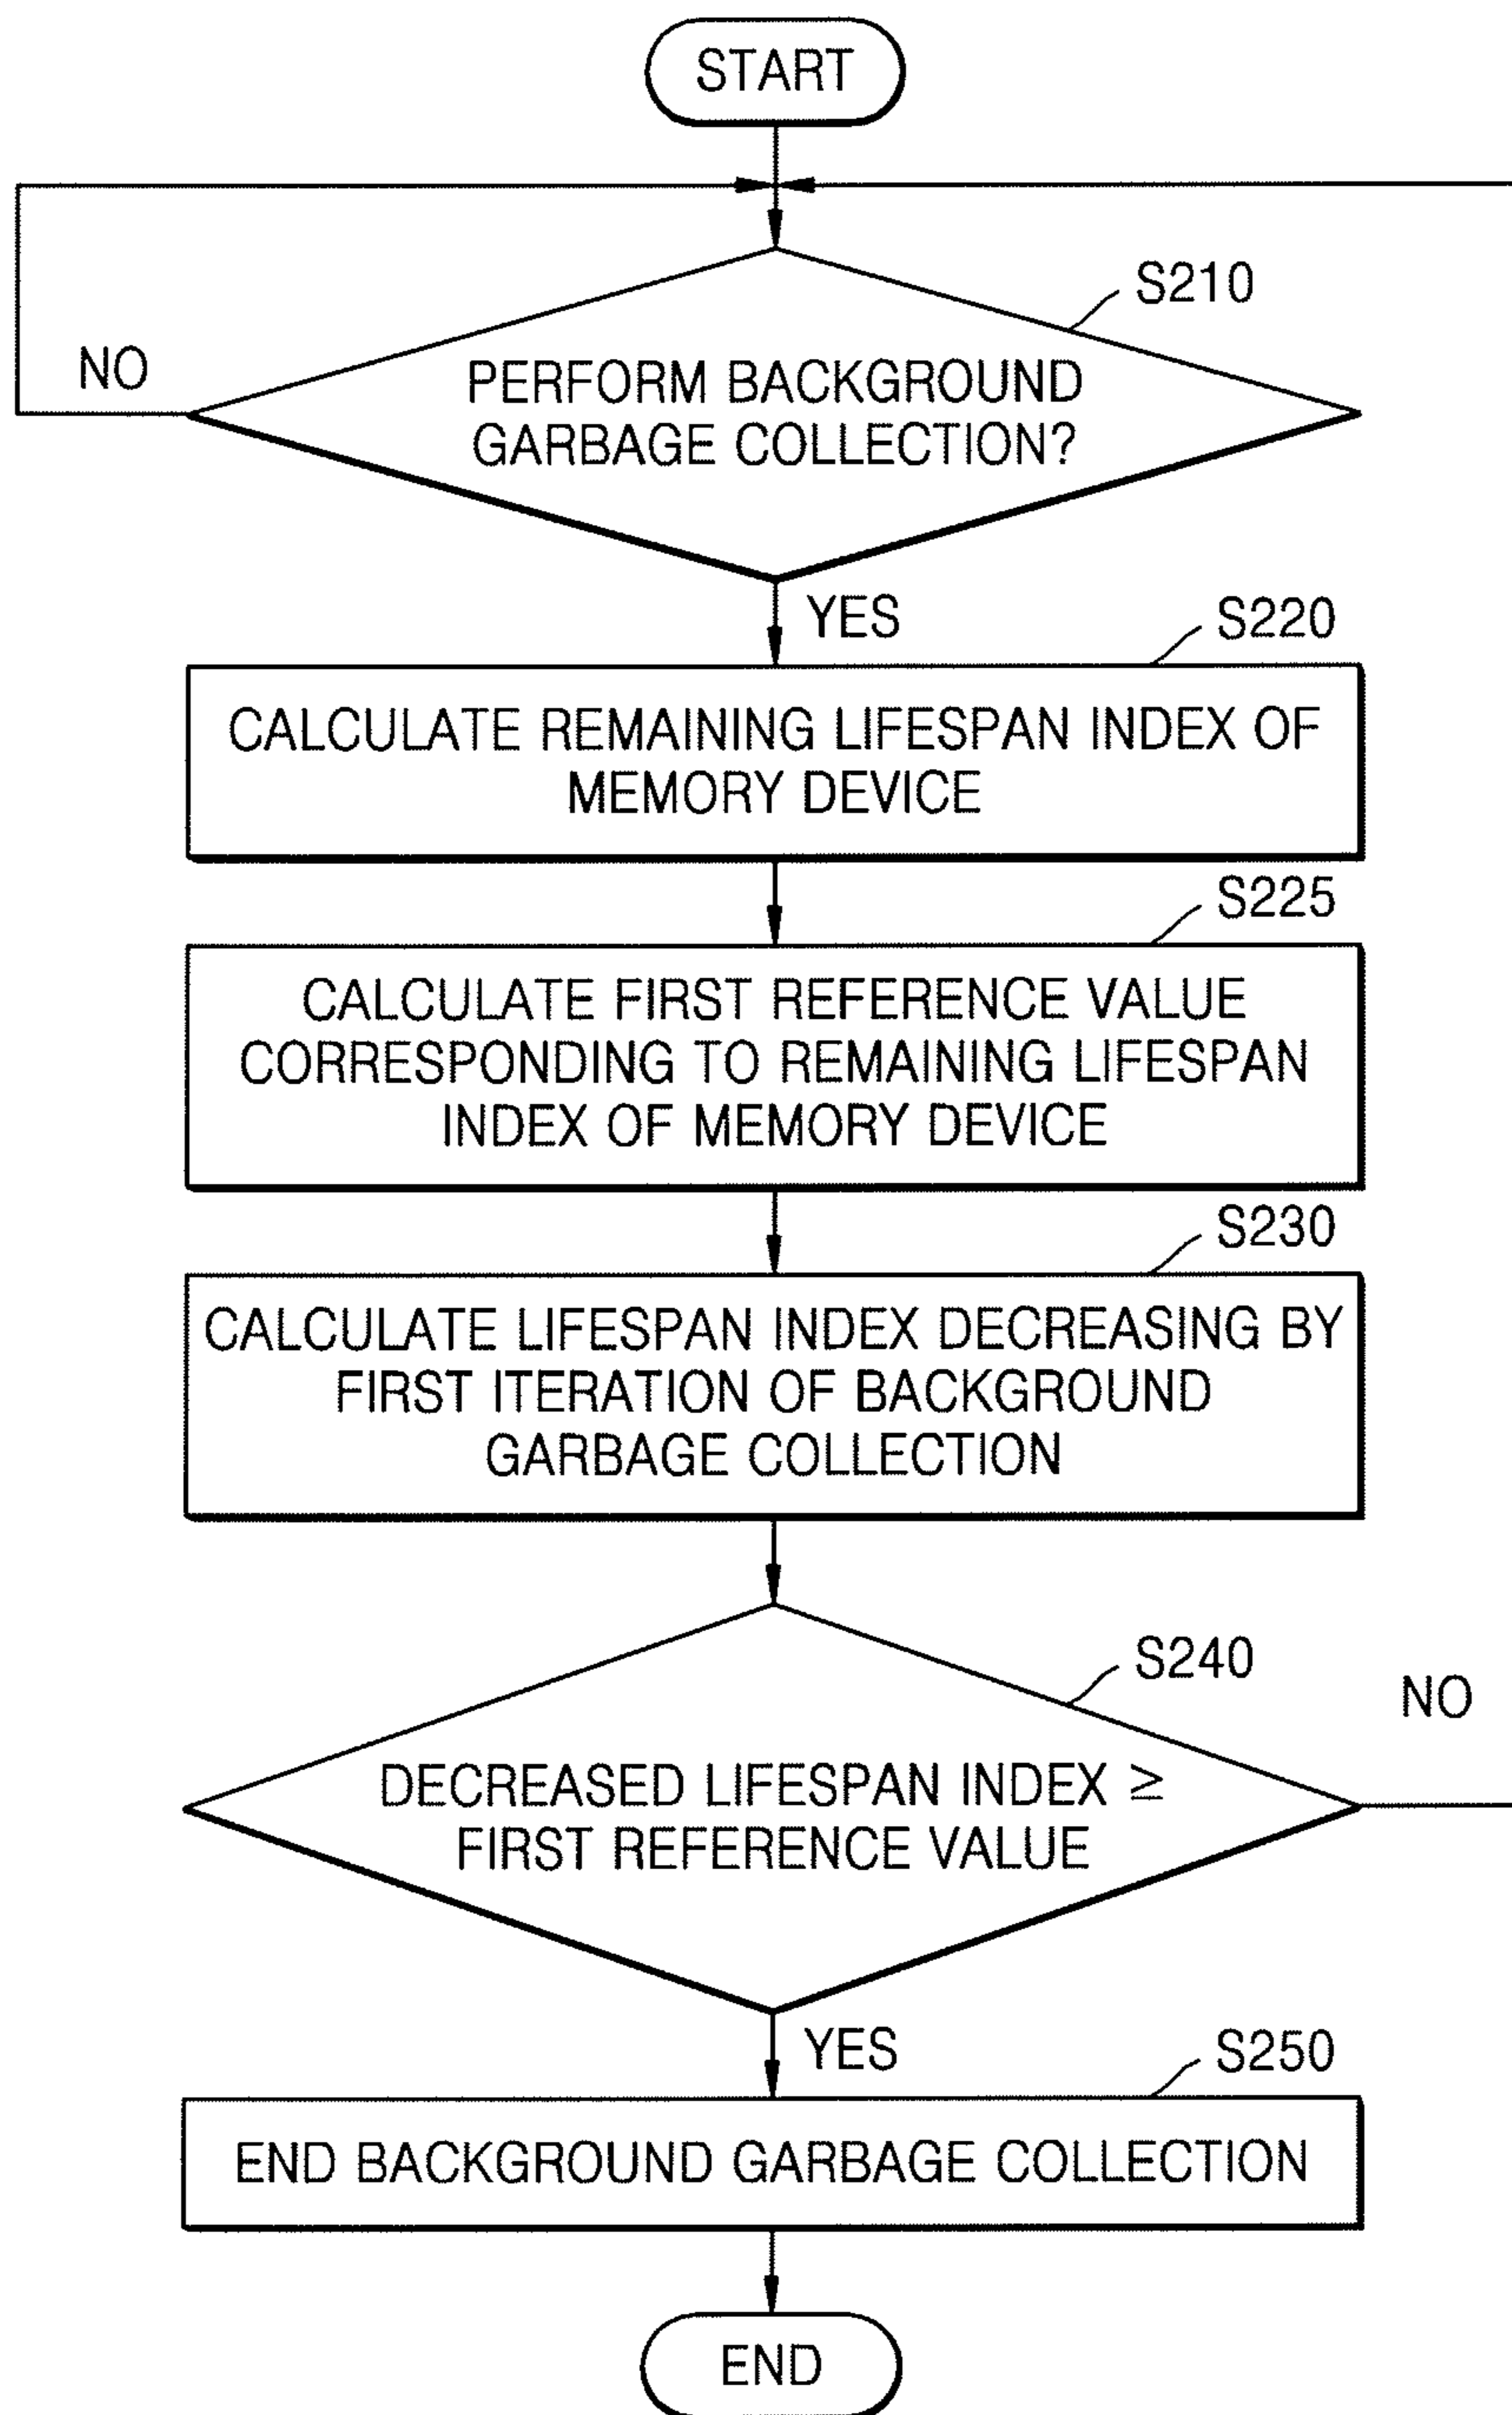 START
S210
NO
PERFORM BACKGROUND
GARBAGE COLLECTION?
YES
S220
CALCULATE REMAINING LIFESPAN INDEX OF
MEMORY DEVICE
S225
CALCULATE FIRST REFERENCE VALUE
CORRESPONDING TO REMAINING LIFESPAN
INDEX OF MEMORY DEVICE
S230
CALCULATE LIFESPAN INDEX DECREASING BY
FIRST ITERATION OF BACKGROUND
GARBAGE COLLECTION
S240
NO
DECREASED LIFESPAN INDEX ≥
FIRST REFERENCE VALUE
YES
S250
END BACKGROUND GARBAGE COLLECTION
END